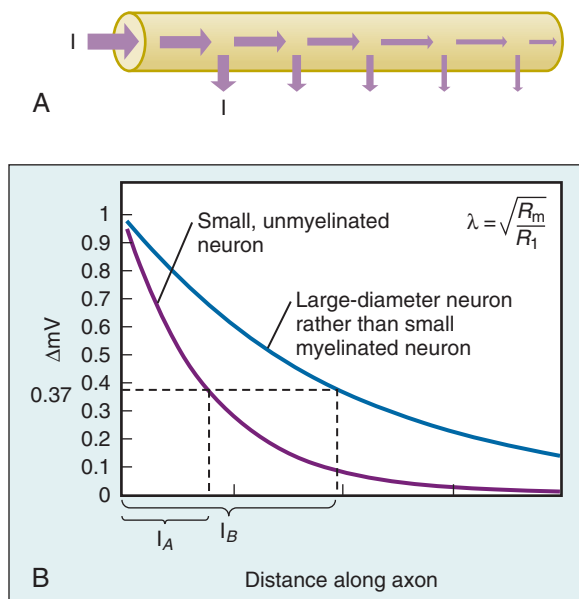 I
I
A
1
0.9
0.8
0.7
0.6
0.5
0.4
0.37
0.3
0.2
0.1
0
ΔmV
Small, unmyelinated
neuron
λ = √Rm/R1
Large-diameter neuron
rather than small
myelinated neuron
IA
IB
B
Distance along axon